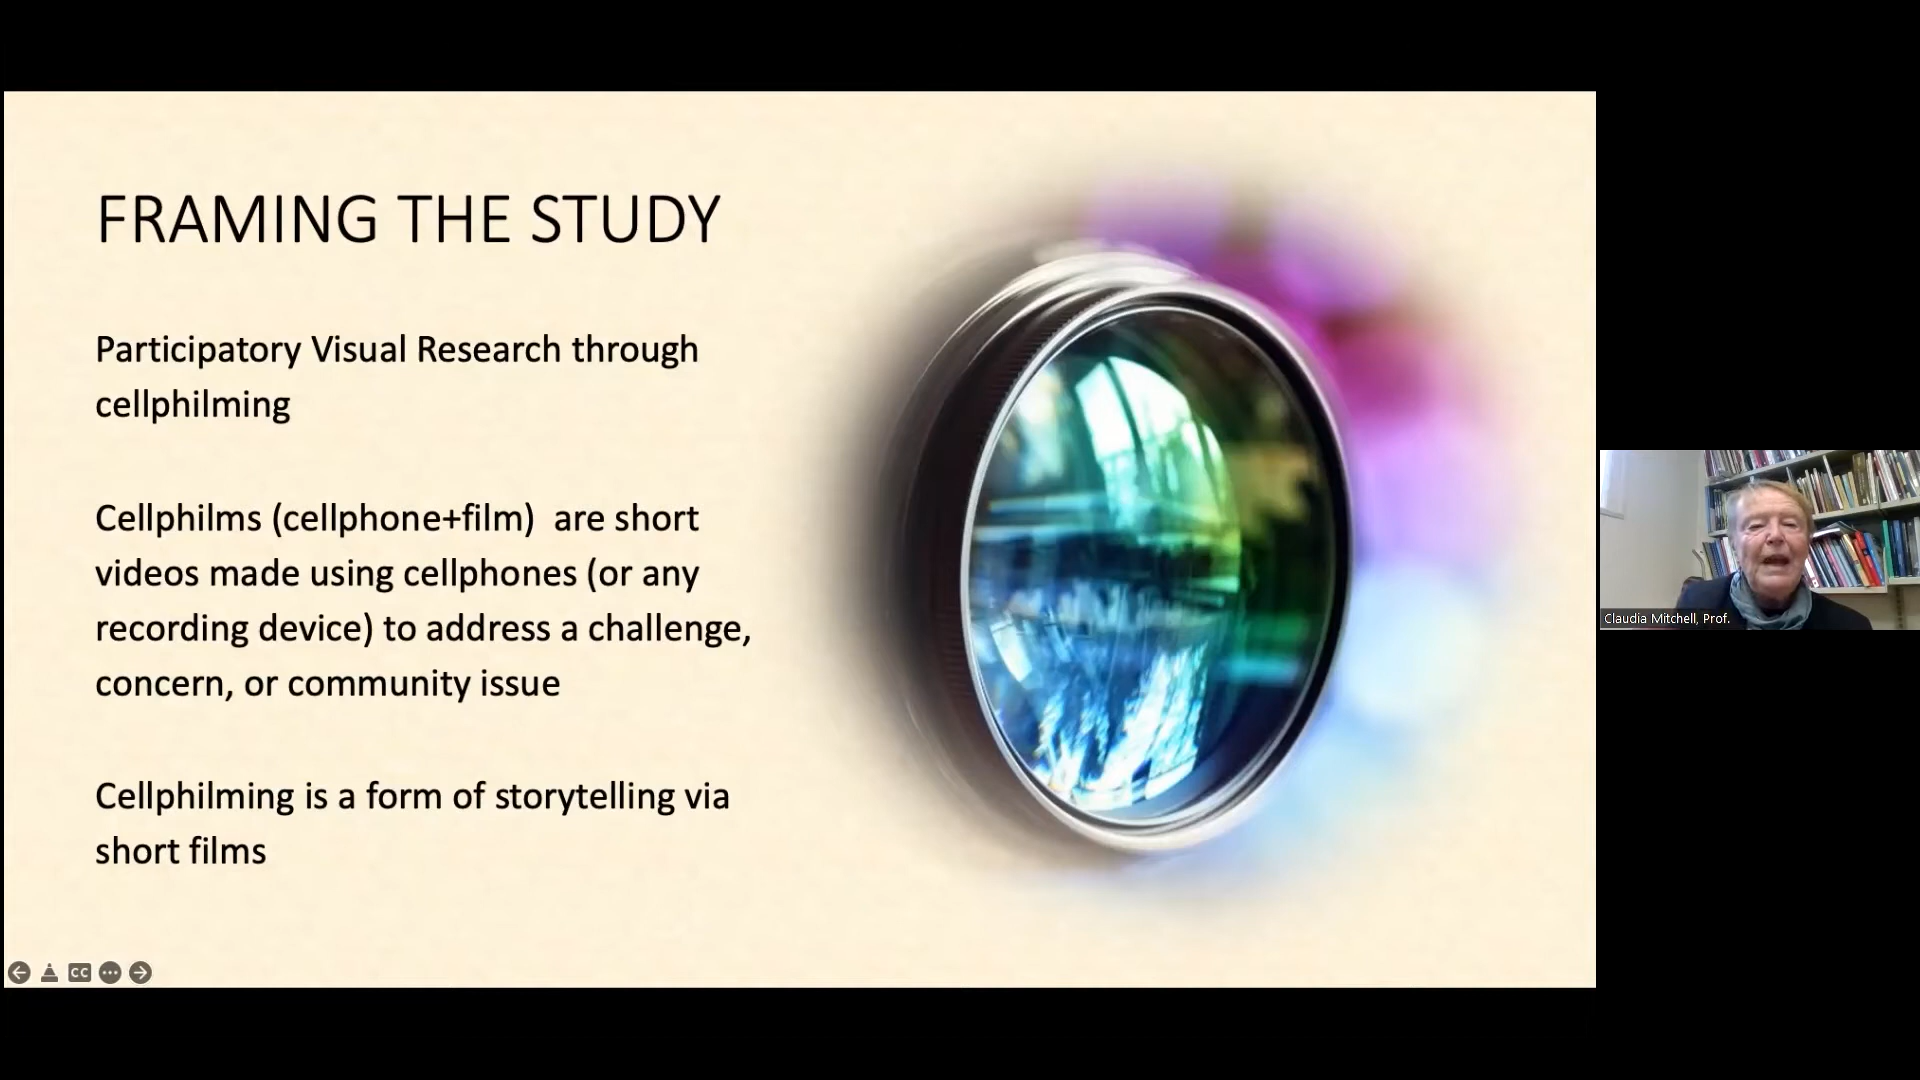 FRAMING THE STUDY
Participatory Visual Research through
cellphilming
Cellphilms (cellphone+film)  are short
videos made using cellphones (or any
recording device) to address a challenge,
concern, or community issue
Cellphilming is a form of storytelling via
short films
CC
Claudia Mitchell, Prof.